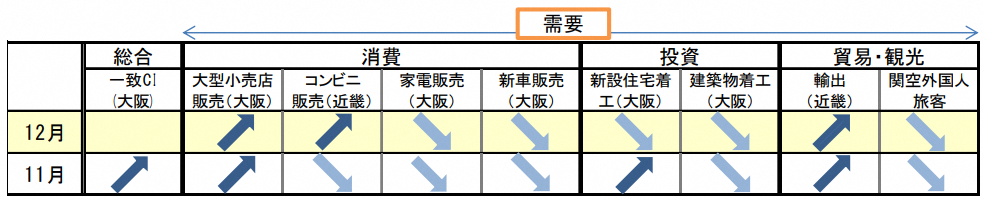 需要
総合
消費
投資
貿易・観光
一致CI
(大阪)
大型小売店
販売(大阪)
コンビニ
販売(近畿)
家電販売
(大阪)
新車販売
(大阪)
新設住宅着
工(大阪)
建築物着工
(大阪)
輸出
(近畿)
関空外国人
旅客
12月
11月